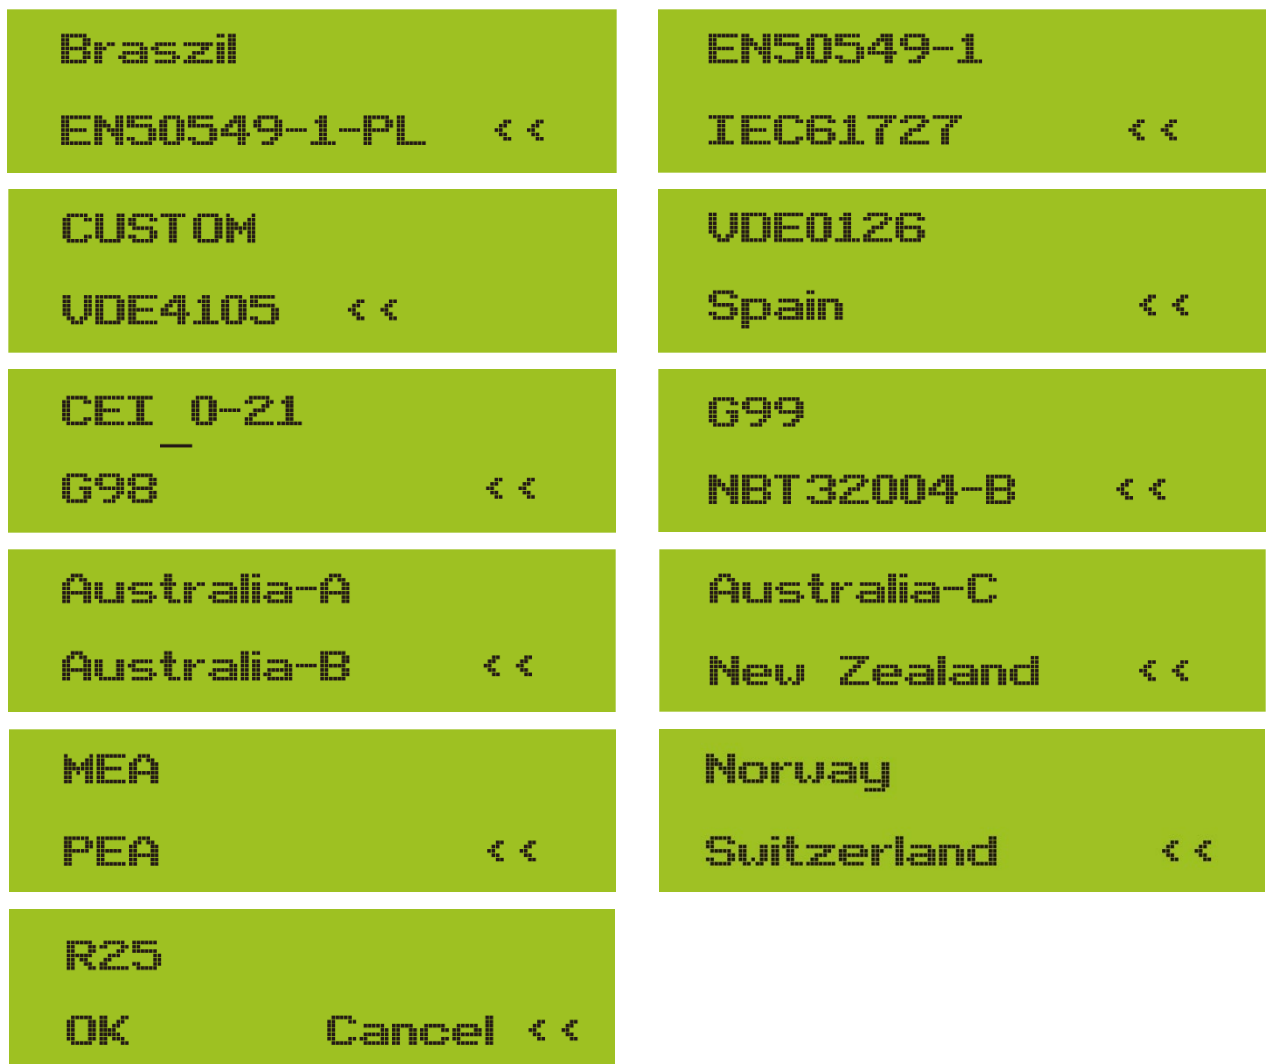 Braszil
EN50549-1-PL <<
EN50549-1
IEC61727 <<
CUSTOM
VDE4105 <<
VDE0126
Spain <<
CEI_0-21
G98 <<
G99
NBT32004-B <<
Australia-A
Australia-B <<
Australia-C
New Zealand <<
MEA
PEA <<
Norway
Switzerland <<
R25
OK Cancel <<